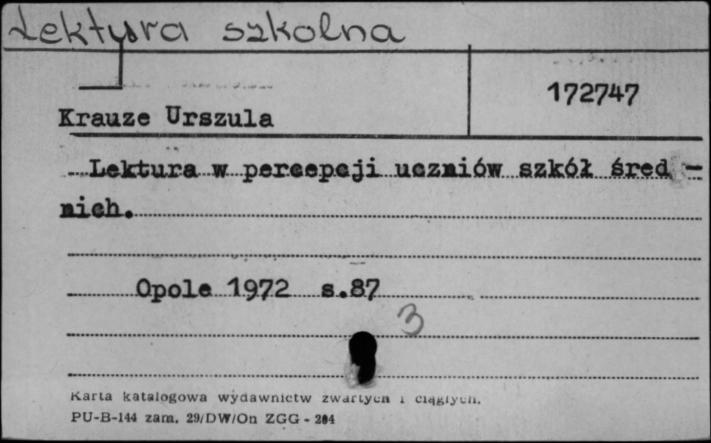 Lektura szkolna
172747
Krauze Urszula
Lektura w percepcji uczniów szkół śred-
nich.
Opole 1972 s.87
3
Karta katalogowa wydawnictw zwartych i ciągłych.
PU-B-144 zam. 29/DW/On ZGG - 204